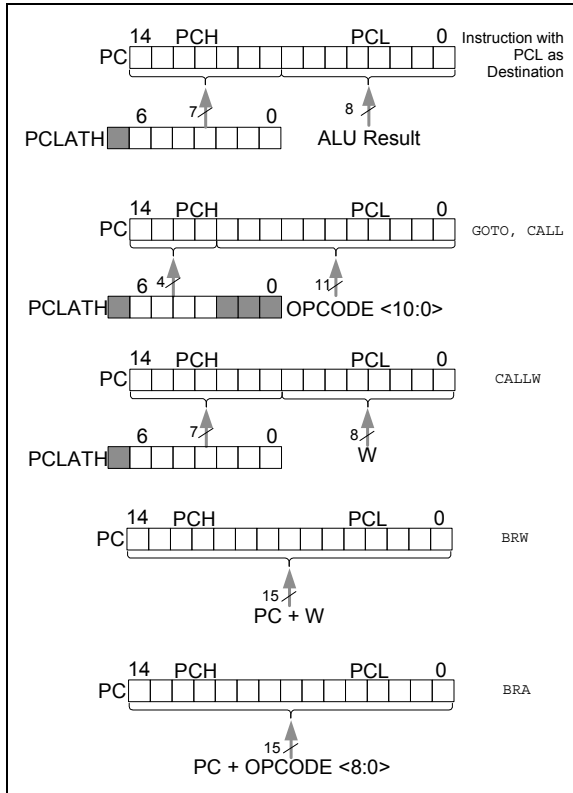 14 PCH PCL 0 Instruction with
PC PCL as
Destination
7 8
6 0
PCLATH ALU Result
14 PCH PCL 0
PC GOTO, CALL
4 11
6 0
PCLATH OPCODE <10:0>
14 PCH PCL 0
PC CALLW
7 8
6 0 W
PCLATH
14 PCH PCL 0
PC BRW
15
PC + W
14 PCH PCL 0
PC BRA
15
PC + OPCODE <8:0>